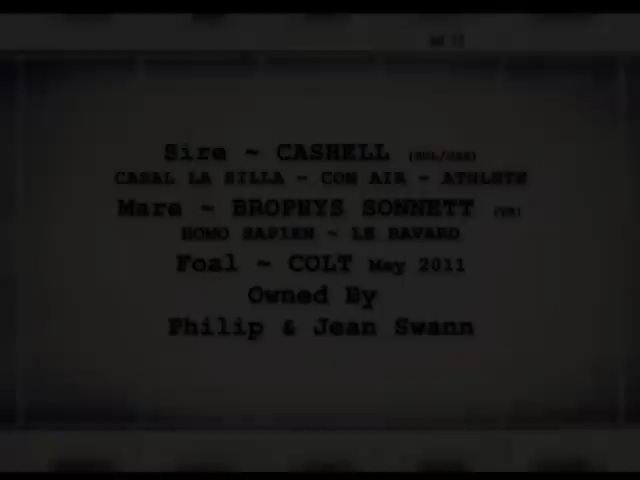 Sire ~ CASHELL
CASAL LA SILLA ~ CON AIR ~ ATHLETE
Mare ~ BROPHYS SONNETT
HOMO SAPIEN ~ LE BAVARD
Foal ~ COLT May 2011
Owned By
Philip & Jean Swann